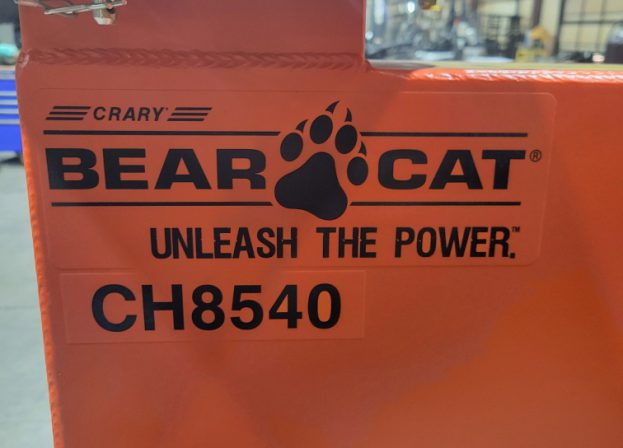 CRARY
BEAR CAT®
UNLEASH THE POWER.™
CH8540